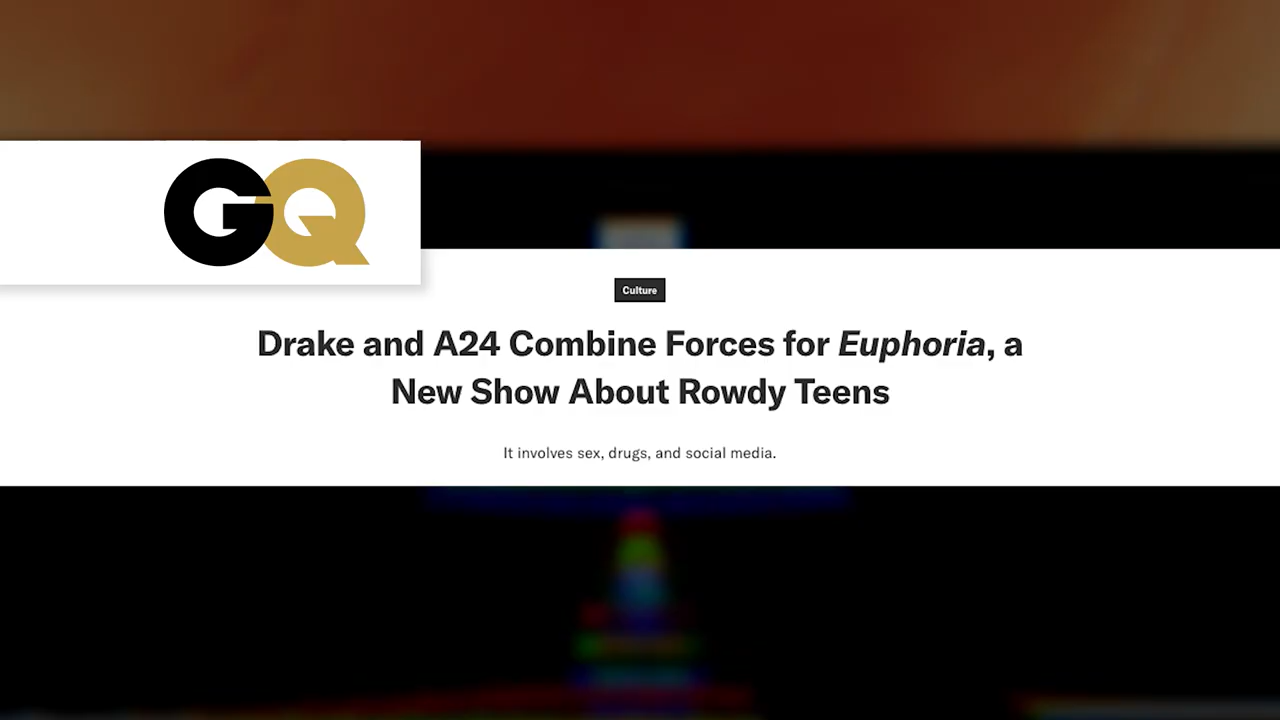 GQ
Culture
Drake and A24 Combine Forces for Euphoria, a
New Show About Rowdy Teens
It involves sex, drugs, and social media.